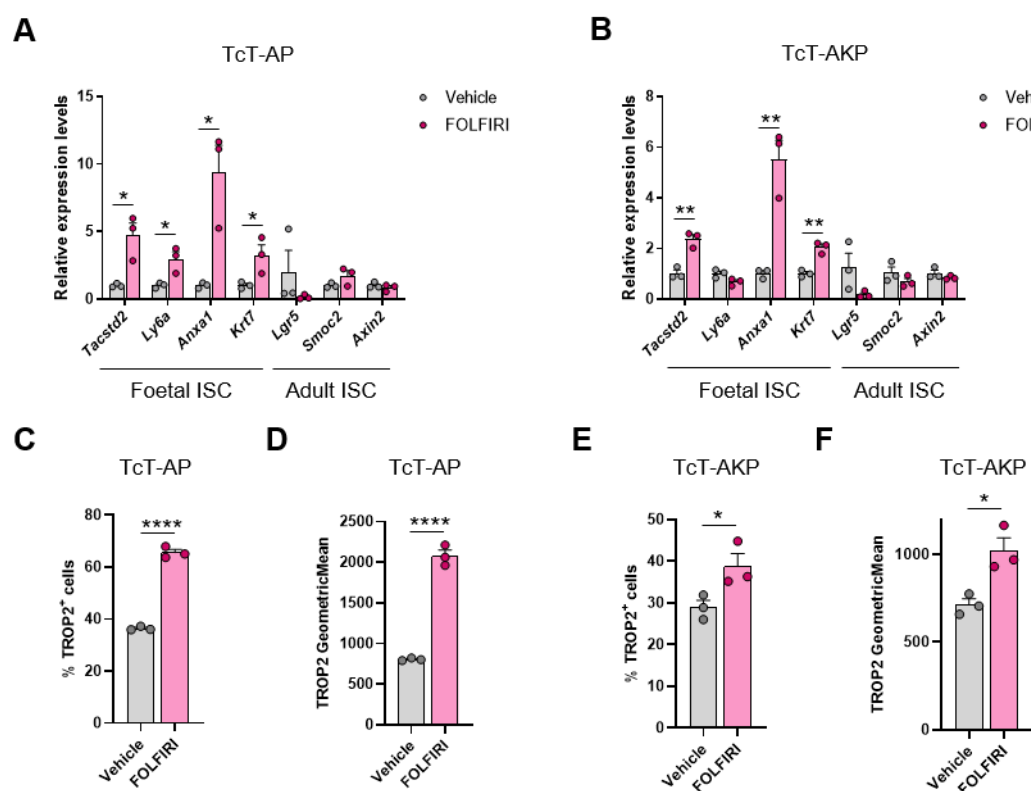 A
TcT-AP
Relative expression levels
15
10
5
0
Vehicle
FOLFIRI
*
*
*
*
Tacstd2
Ly6a
Anxa1
Krt7
Lgr5
Smoc2
Axin2
Foetal ISC
Adult ISC
B
TcT-AKP
Relative expression levels
8
6
4
2
0
Veh
FO
**
**
**
Tacstd2
Ly6a
Anxa1
Krt7
Lgr5
Smoc2
Axin2
Foetal ISC
Adult ISC
C
TcT-AP
% TROP2+ cells
80
60
40
20
0
****
Vehicle
FOLFIRI
D
TcT-AP
TROP2 GeometricMean
2500
2000
1500
1000
500
0
****
Vehicle
FOLFIRI
E
TcT-AKP
% TROP2+ cells
50
40
30
20
10
0
*
Vehicle
FOLFIRI
F
TcT-AKP
TROP2 GeometricMean
1000
500
0
*
Vehicle
FOLFIRI